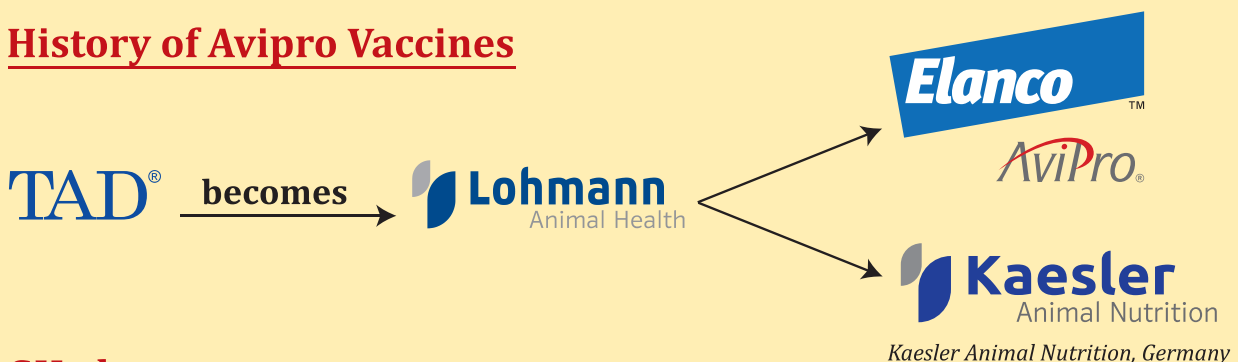 History of Avipro Vaccines
TAD®
becomes
Lohmann
Animal Health
Elanco
TM
AviPro®
Kaesler
Animal Nutrition
Kaesler Animal Nutrition, Germany